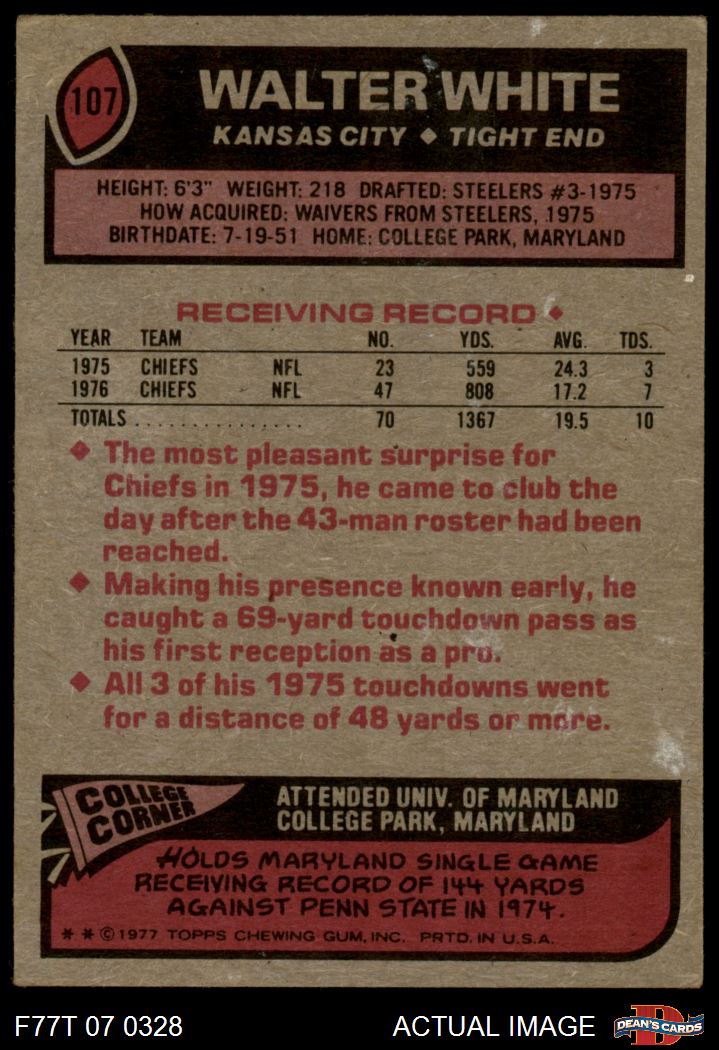 107
WALTER WHITE
KANSAS CITY ◆ TIGHT END
HEIGHT: 6'3" WEIGHT: 218 DRAFTED: STEELERS #3-1975
HOW ACQUIRED: WAIVERS FROM STEELERS, 1975
BIRTHDATE: 7-19-51 HOME: COLLEGE PARK, MARYLAND
RECEIVING RECORD ◆
YEAR TEAM NO. YDS. AVG. TDS.
1975 CHIEFS NFL 23 559 24.3 3
1976 CHIEFS NFL 47 808 17.2 7
TOTALS . . . . . . . . . . . . . . . 70 1367 19.5 10
◆ The most pleasant surprise for
Chiefs in 1975, he came to club the
day after the 43-man roster had been
reached.
◆ Making his presence known early, he
caught a 69-yard touchdown pass as
his first reception as a pro.
◆ All 3 of his 1975 touchdowns went
for a distance of 48 yards or more.
COLLEGE
CORNER
ATTENDED UNIV. OF MARYLAND
COLLEGE PARK, MARYLAND
HOLDS MARYLAND SINGLE GAME
RECEIVING RECORD OF 144 YARDS
AGAINST PENN STATE IN 1974.
* * © 1977 TOPPS CHEWING GUM, INC. PRTD. IN U.S.A.
F77T 07 0328 ACTUAL IMAGE
D
DEAN'S CARDS